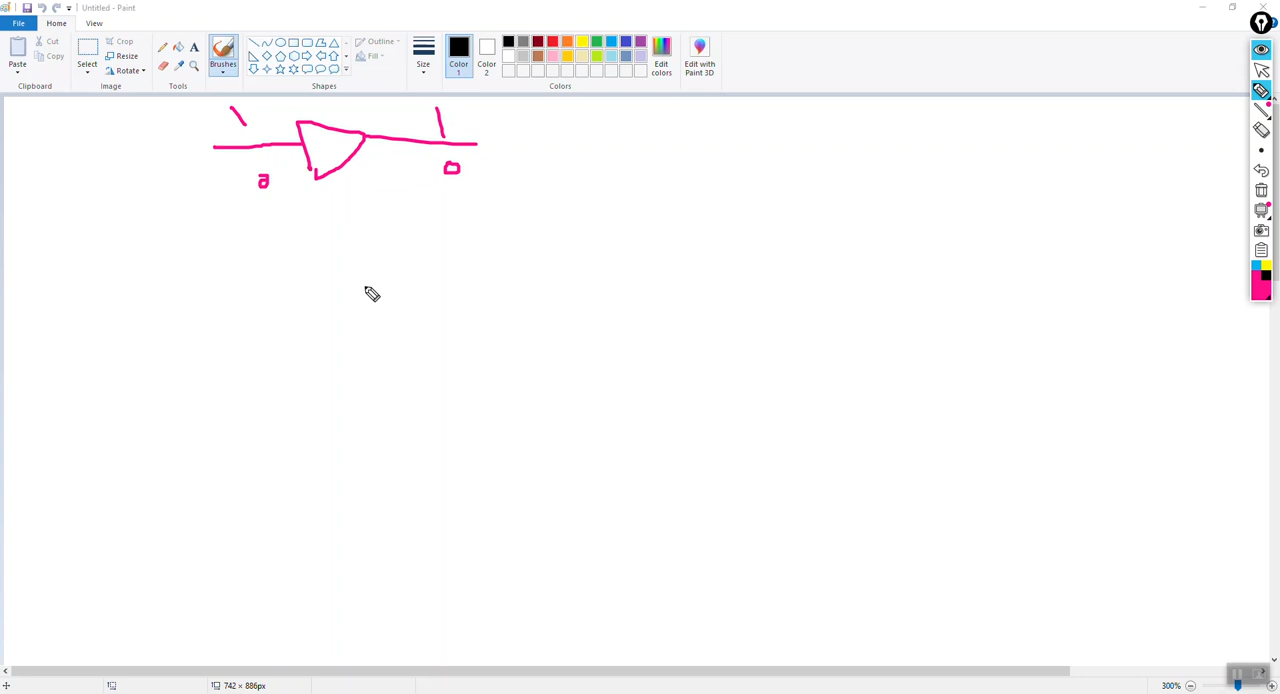 Untitled - Paint
File Home View
Paste
Cut
Copy
Clipboard
Select
Crop
Resize
Rotate
Image
A
Tools
Brushes
Shapes
Outline
Fill
Size
Color 1
Color 2
Colors
Edit colors
Edit with Paint 3D
a
o
742 × 886px
300%